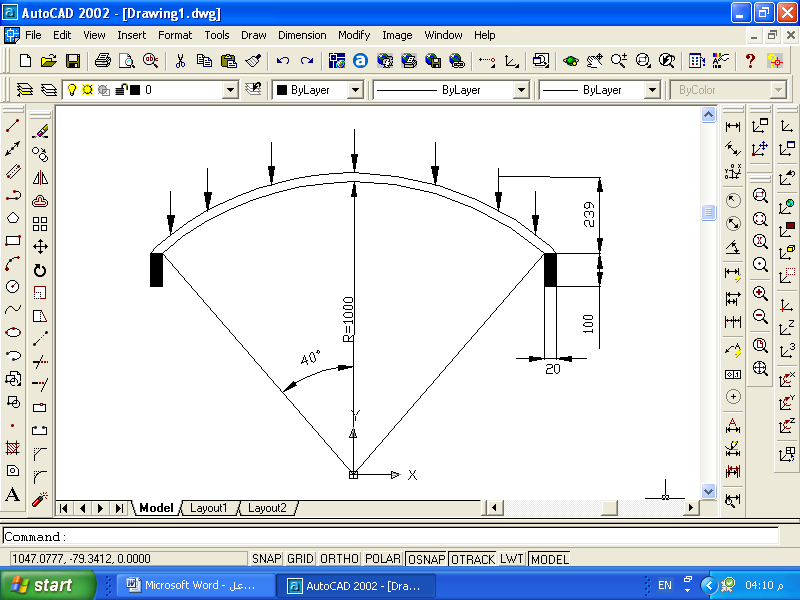 AutoCAD 2002 - [Drawing1.dwg]
File Edit View Insert Format Tools Draw Dimension Modify Image Window Help
0 ByLayer ByLayer ByLayer ByColor
239
R=1000
100
40°
20
Y
X
Model Layout1 Layout2
Command:
1047.0777, -79.3412, 0.0000 SNAP GRID ORTHO POLAR OSNAP OTRACK LWT MODEL
start Microsoft Word - عل... AutoCAD 2002 - [Dra... EN 04:10 م